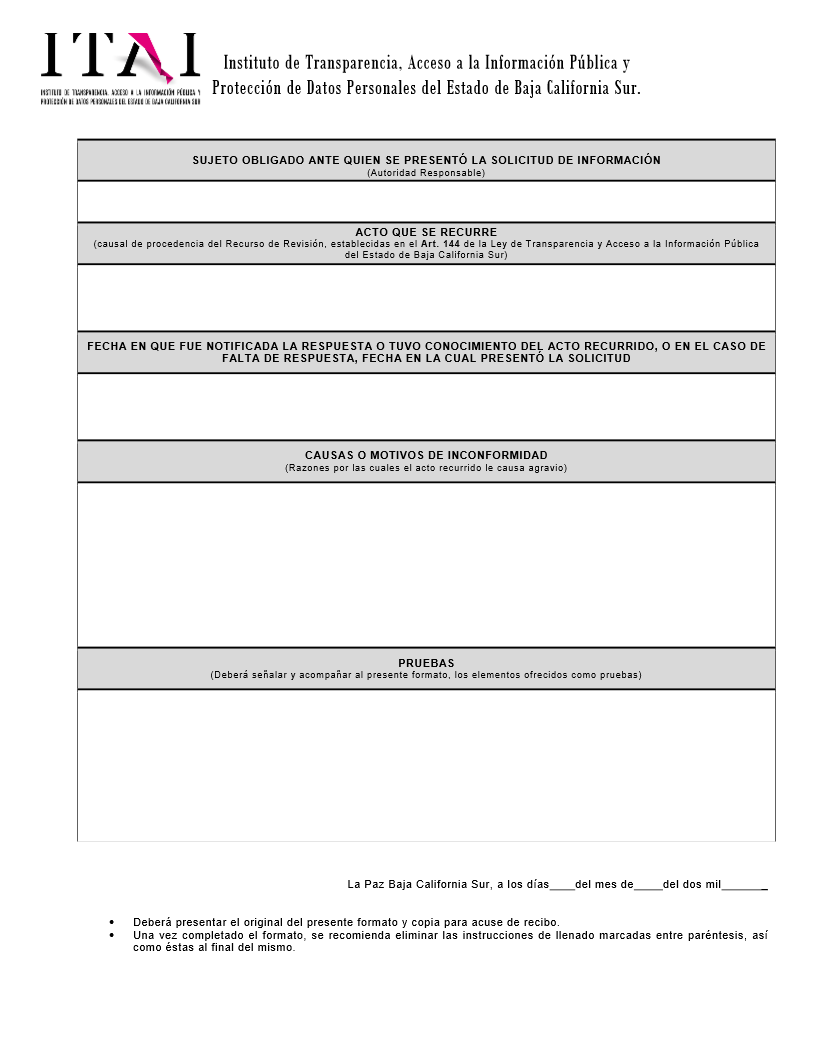 ITAI
INSTITUTO DE TRANSPARENCIA, ACCESO A LA INFORMACIÓN PÚBLICA Y
PROTECCIÓN DE DATOS PERSONALES DEL ESTADO DE BAJA CALIFORNIA SUR
Instituto de Transparencia, Acceso a la Información Pública y
Protección de Datos Personales del Estado de Baja California Sur.
SUJETO OBLIGADO ANTE QUIEN SE PRESENTÓ LA SOLICITUD DE INFORMACIÓN
(Autoridad Responsable)
ACTO QUE SE RECURRE
(causal de procedencia del Recurso de Revisión, establecidas en el Art. 144 de la Ley de Transparencia y Acceso a la Información Pública
del Estado de Baja California Sur)
FECHA EN QUE FUE NOTIFICADA LA RESPUESTA O TUVO CONOCIMIENTO DEL ACTO RECURRIDO, O EN EL CASO DE
FALTA DE RESPUESTA, FECHA EN LA CUAL PRESENTÓ LA SOLICITUD
CAUSAS O MOTIVOS DE INCONFORMIDAD
(Razones por las cuales el acto recurrido le causa agravio)
PRUEBAS
(Deberá señalar y acompañar al presente formato, los elementos ofrecidos como pruebas)
La Paz Baja California Sur, a los días____del mes de_____del dos mil_______
• Deberá presentar el original del presente formato y copia para acuse de recibo.
• Una vez completado el formato, se recomienda eliminar las instrucciones de llenado marcadas entre paréntesis, así
como éstas al final del mismo.